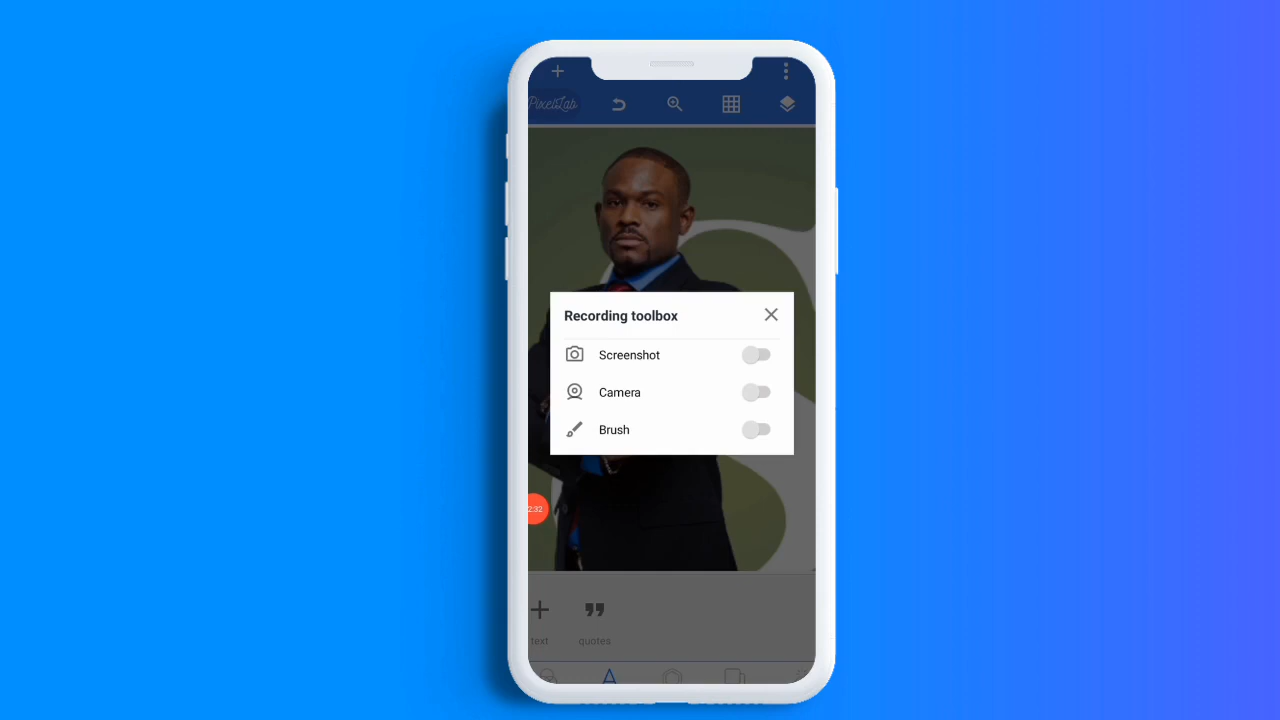 PixelLab
Recording toolbox
Screenshot
Camera
Brush
2:32
text
quotes